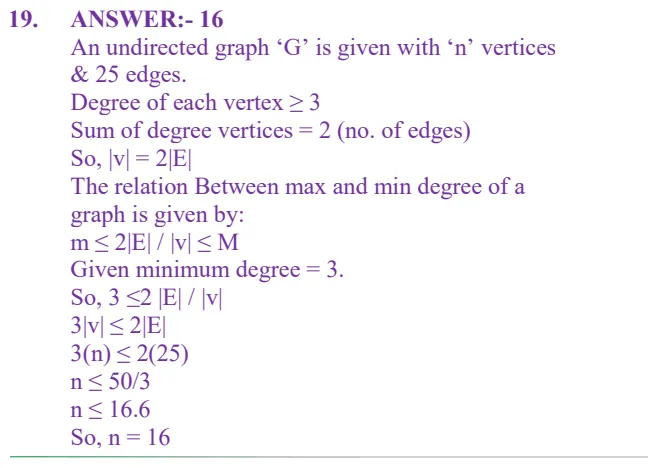 19. ANSWER:- 16
An undirected graph ‘G’ is given with ‘n’ vertices
& 25 edges.
Degree of each vertex ≥ 3
Sum of degree vertices = 2 (no. of edges)
So, |v| = 2|E|
The relation Between max and min degree of a
graph is given by:
m ≤ 2|E| / |v| ≤ M
Given minimum degree = 3.
So, 3 ≤2 |E| / |v|
3|v| ≤ 2|E|
3(n) ≤ 2(25)
n ≤ 50/3
n ≤ 16.6
So, n = 16